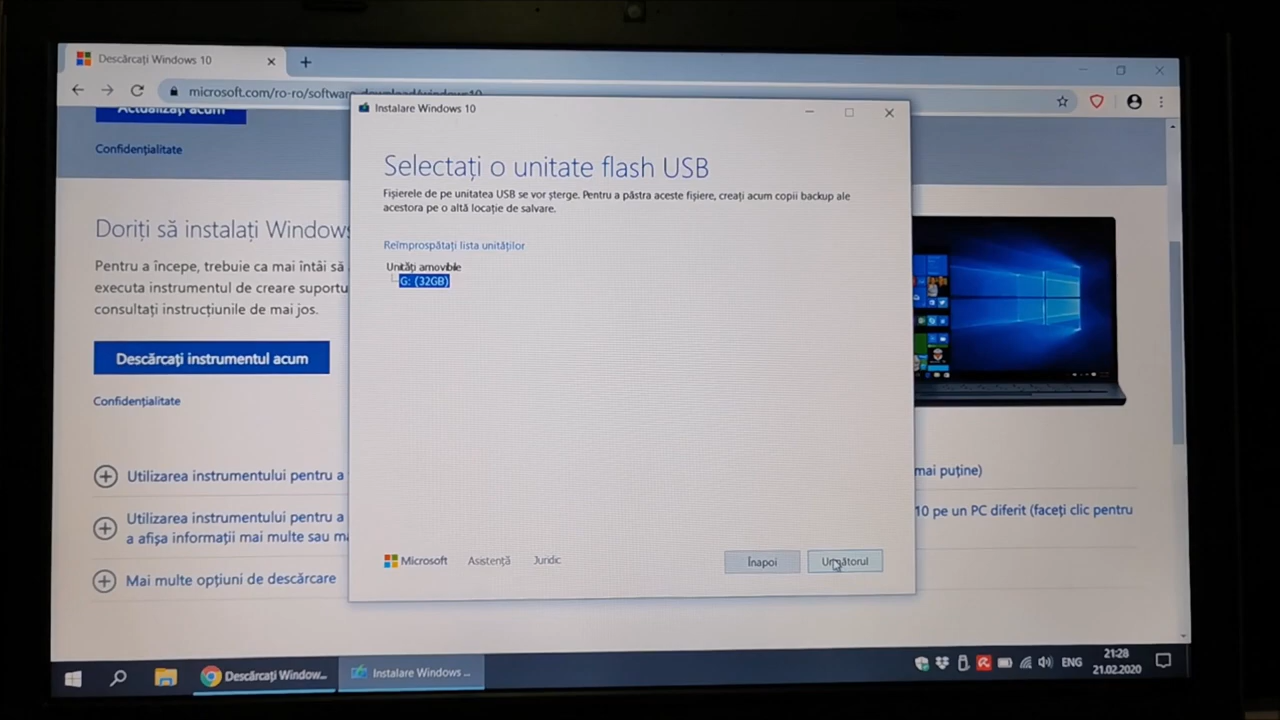 Descărcați Windows 10
microsoft.com/ro-ro/software-download/windows10
Actualizați acum
Confidențialitate
Doriți să instalați Window
Pentru a începe, trebuie ca mai întâi să
executa instrumentul de creare suportu
consultați instrucțiunile de mai jos.
Descărcați instrumentul acum
Confidențialitate
Utilizarea instrumentului pentru a
Utilizarea instrumentului pentru a
a afișa informații mai multe sau m
Mai multe opțiuni de descărcare
mai puține)
10 pe un PC diferit (faceți clic pentru
Instalare Windows 10
Selectați o unitate flash USB
Fișierele de pe unitatea USB se vor șterge. Pentru a păstra aceste fișiere, creați acum copii backup ale
acestora pe o altă locație de salvare.
Reîmprospătați lista unităților
Unități amovibile
G: (32GB)
Microsoft Asistență Juridic
Înapoi Următorul
Descărcați Window... Instalare Windows ...
ENG
21:28
21.02.2020